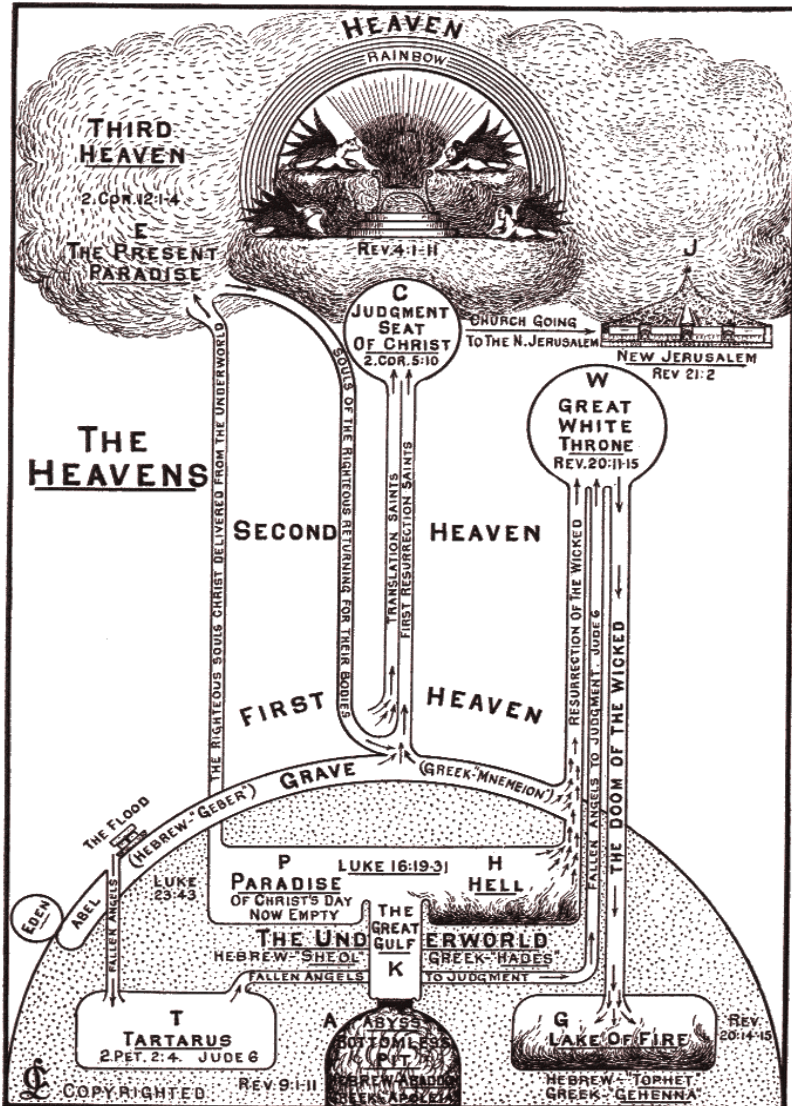 HEAVEN
RAINBOW
THIRD
HEAVEN
2. COR. 12:1-4
E
THE PRESENT
PARADISE
REV. 4:1-11
J
C
JUDGMENT
SEAT
OF CHRIST
2. COR. 5:10
CHURCH GOING
TO THE N. JERUSALEM
NEW JERUSALEM
REV 21:2
W
GREAT
WHITE
THRONE
REV. 20:11-15
THE
HEAVENS
SECOND HEAVEN
FIRST HEAVEN
THE RIGHTEOUS SOULS CHRIST DELIVERED FROM THE UNDERWORLD
SOULS OF THE RIGHTEOUS RETURNING FOR THEIR BODIES
TRANSLATION SAINTS
FIRST RESURRECTION SAINTS
RESURRECTION OF THE WICKED
FALLEN ANGELS TO JUDGMENT. JUDE 6
THE DOOM OF THE WICKED
EDEN
ABEL
THE FLOOD
(HEBREW-"GEBER") GRAVE (GREEK-"MNEMEION")
FALLEN ANGELS
LUKE
23:43
P
PARADISE
OF CHRIST'S DAY
NOW EMPTY
LUKE 16:19-31
H
HELL
THE
GREAT
GULF
K
THE UNDERWORLD
HEBREW-SHEOL GREEK-HADES
FALLEN ANGELS TO JUDGMENT
T
TARTARUS
2. PET. 2:4. JUDE 6
A
ABYSS
BOTTOMLESS
PIT
HEBREW-ABADDON
GREEK-APOLEIA
REV. 9:1-11
G
LAKE OF FIRE
REV.
20:14-15
HEBREW-"TOPHET"
GREEK-"GEHENNA"
COPYRIGHTED